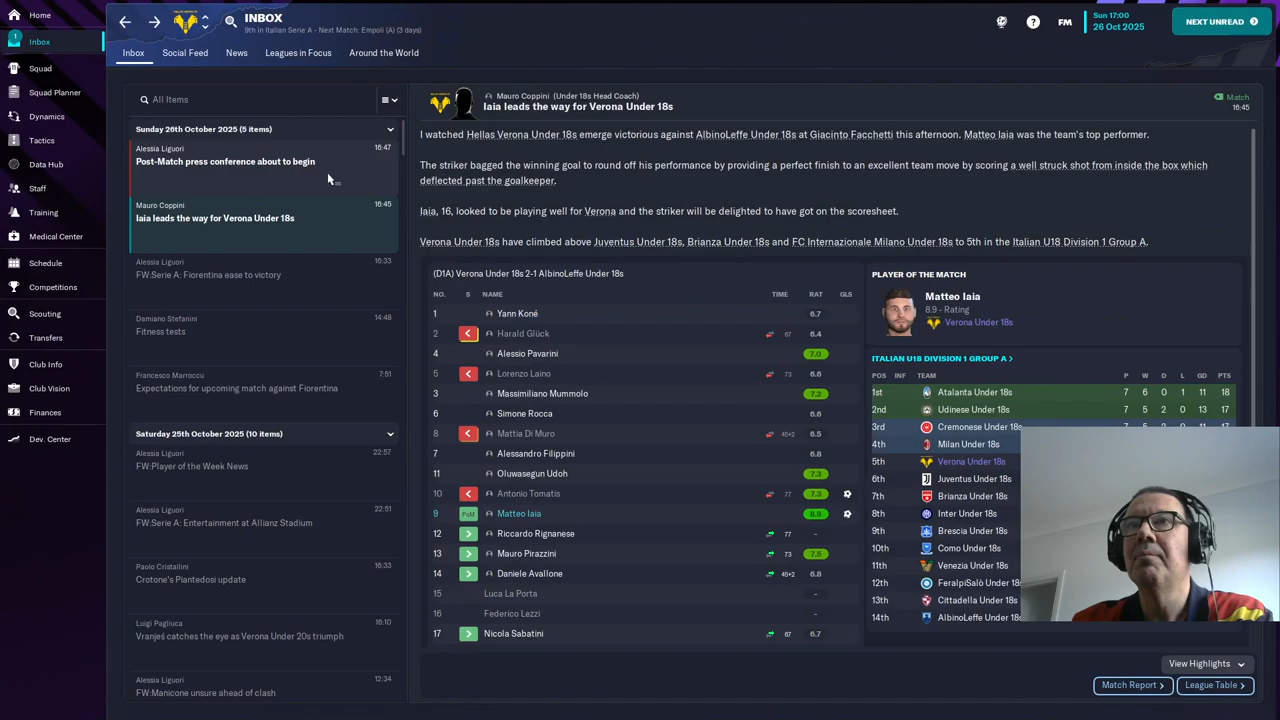 Home
1
Inbox
Squad
Squad Planner
Dynamics
Tactics
Data Hub
Staff
Training
Medical Center
Schedule
Competitions
Scouting
Transfers
Club Info
Club Vision
Finances
Dev. Center
INBOX
9th in Italian Serie A - Next Match: Empoli (A) (3 days)
FM
Sun 17:00
26 Oct 2025
NEXT UNREAD
Inbox
Social Feed
News
Leagues in Focus
Around the World
All Items
Sunday 26th October 2025 (5 items)
Alessia Liguori 16:47
Post-Match press conference about to begin
Mauro Coppini 16:45
Iaia leads the way for Verona Under 18s
Alessia Liguori 16:33
FW:Serie A: Fiorentina ease to victory
Damiano Stefanini 14:48
Fitness tests
Francesco Marroccu 7:51
Expectations for upcoming match against Fiorentina
Saturday 25th October 2025 (10 items)
Alessia Liguori 22:57
FW:Player of the Week News
Alessia Liguori 22:51
FW:Serie A: Entertainment at Allianz Stadium
Paolo Cristallini 16:33
Crotone's Piantedosi update
Luigi Pagliuca 16:10
Vranješ catches the eye as Verona Under 20s triumph
Alessia Liguori 12:34
FW:Manicone unsure ahead of clash
Mauro Coppini (Under 18s Head Coach)
Iaia leads the way for Verona Under 18s
Match
16:45
I watched Hellas Verona Under 18s emerge victorious against AlbinoLeffe Under 18s at Giacinto Facchetti this afternoon. Matteo Iaia was the team's top performer.
The striker bagged the winning goal to round off his performance by providing a perfect finish to an excellent team move by scoring a well struck shot from inside the box which
deflected past the goalkeeper.
Iaia, 16, looked to be playing well for Verona and the striker will be delighted to have got on the scoresheet.
Verona Under 18s have climbed above Juventus Under 18s, Brianza Under 18s and FC Internazionale Milano Under 18s to 5th in the Italian U18 Division 1 Group A.
(D1A) Verona Under 18s 2-1 AlbinoLeffe Under 18s
NO. S NAME TIME RAT GLS
1 Yann Koné 6.7
2 Harald Glück 67 6.4
4 Alessio Pavarini 7.0
5 Lorenzo Laino 73 6.6
3 Massimiliano Mummolo 7.2
6 Simone Rocca 6.6
8 Mattia Di Muro 45+2 6.5
7 Alessandro Filippini 6.8
11 Oluwasegun Udoh 7.3
10 Antonio Tomatis 77 7.3
9 PoM Matteo Iaia 8.9
12 Riccardo Rignanese 77 -
13 Mauro Pirazzini 73 7.5
14 Daniele Avallone 45+2 6.8
15 Luca La Porta -
16 Federico Lezzi -
17 Nicola Sabatini 67 6.7
PLAYER OF THE MATCH
Matteo Iaia
8.9 - Rating
Verona Under 18s
ITALIAN U18 DIVISION 1 GROUP A
POS INF TEAM P W D L GD PTS
1st Atalanta Under 18s 7 6 0 1 11 18
2nd Udinese Under 18s 7 5 2 0 13 17
3rd Cremonese Under 18s
4th Milan Under 18s
5th Verona Under 18s
6th Juventus Under 18s
7th Brianza Under 18s
8th Inter Under 18s
9th Brescia Under 18s
10th Como Under 18s
11th Venezia Under 18s
12th FeralpiSalò Under 18s
13th Cittadella Under 18s
14th AlbinoLeffe Under 18s
View Highlights
Match Report
League Table